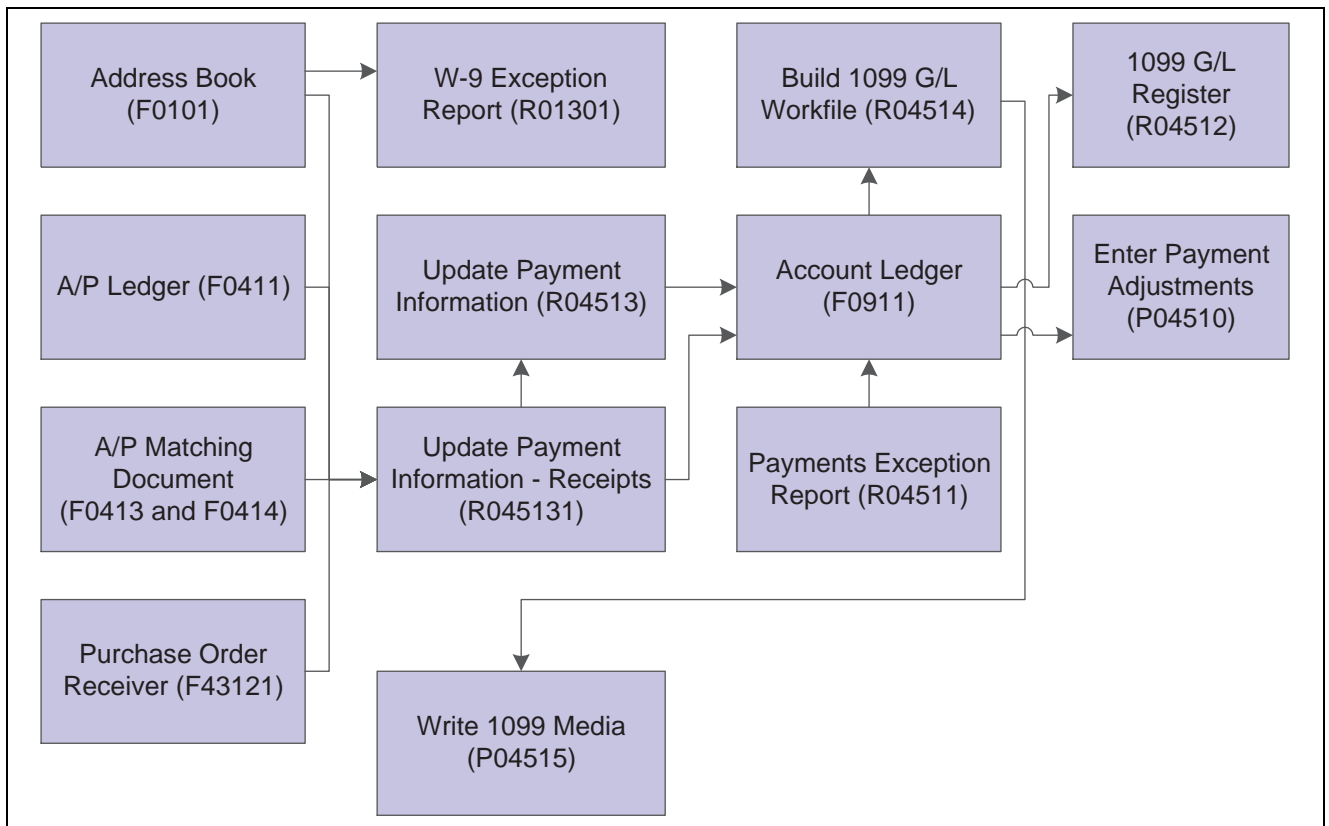 Address Book
(F0101)
W-9 Exception
Report (R01301)
Build 1099 G/L
Workfile (R04514)
1099 G/L
Register
(R04512)
A/P Ledger (F0411)
Update Payment
Information (R04513)
Account Ledger
(F0911)
Enter Payment
Adjustments
(P04510)
A/P Matching
Document
(F0413 and F0414)
Update Payment
Information - Receipts
(R045131)
Payments Exception
Report (R04511)
Purchase Order
Receiver (F43121)
Write 1099 Media
(P04515)